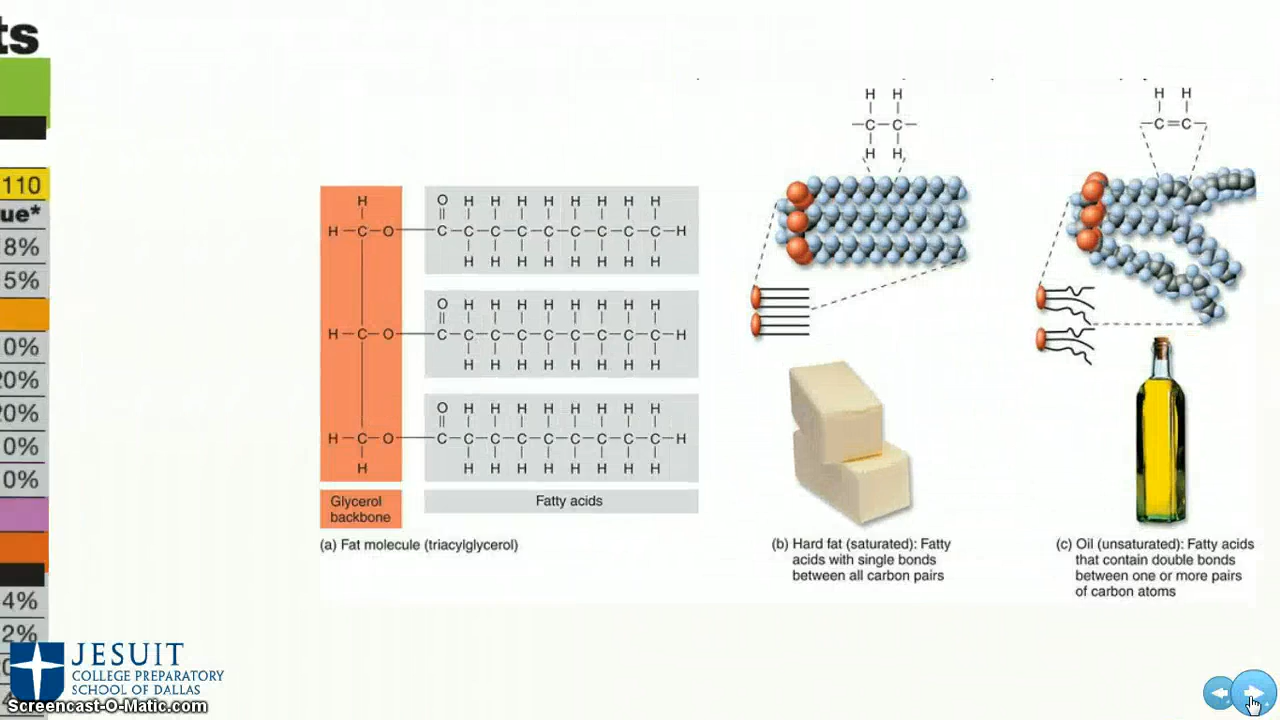 ts
110
ue*
8%
5%
0%
20%
20%
0%
0%
4%
2%
H
H—C—O—C—C—C—C—C—C—C—C—C—H
O H H H H H H H H
H H H H H H H H
H—C—O—C—C—C—C—C—C—C—C—C—H
O H H H H H H H H
H H H H H H H H
H—C—O—C—C—C—C—C—C—C—C—C—H
O H H H H H H H H
H H H H H H H H
H
Glycerol
backbone
Fatty acids
(a) Fat molecule (triacylglycerol)
H H
—C—C—
H H
(b) Hard fat (saturated): Fatty
acids with single bonds
between all carbon pairs
H H
—C=C—
(c) Oil (unsaturated): Fatty acids
that contain double bonds
between one or more pairs
of carbon atoms
JESUIT
COLLEGE PREPARATORY
SCHOOL OF DALLAS
Screencast-O-Matic.com